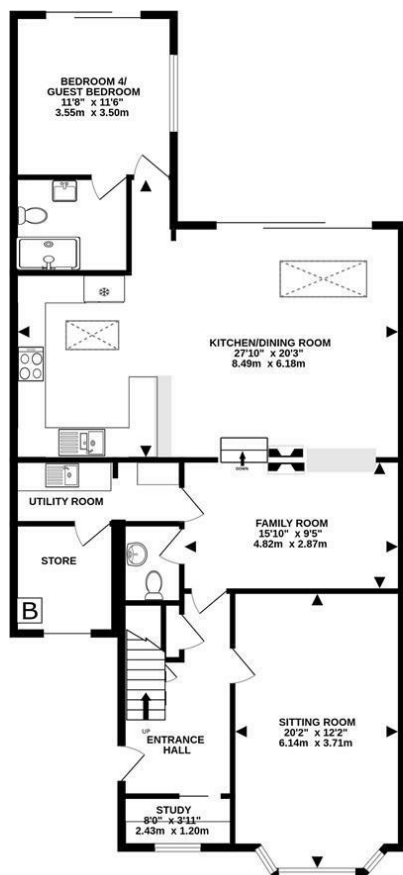 BEDROOM 4/
GUEST BEDROOM
11'8" x 11'6"
3.55m x 3.50m
KITCHEN/DINING ROOM
27'10" x 20'3"
8.49m x 6.18m
DOWN
UTILITY ROOM
FAMILY ROOM
15'10" x 9'5"
4.82m x 2.87m
STORE
B
SITTING ROOM
20'2" x 12'2"
6.14m x 3.71m
UP
ENTRANCE
HALL
STUDY
8'0" x 3'11"
2.43m x 1.20m